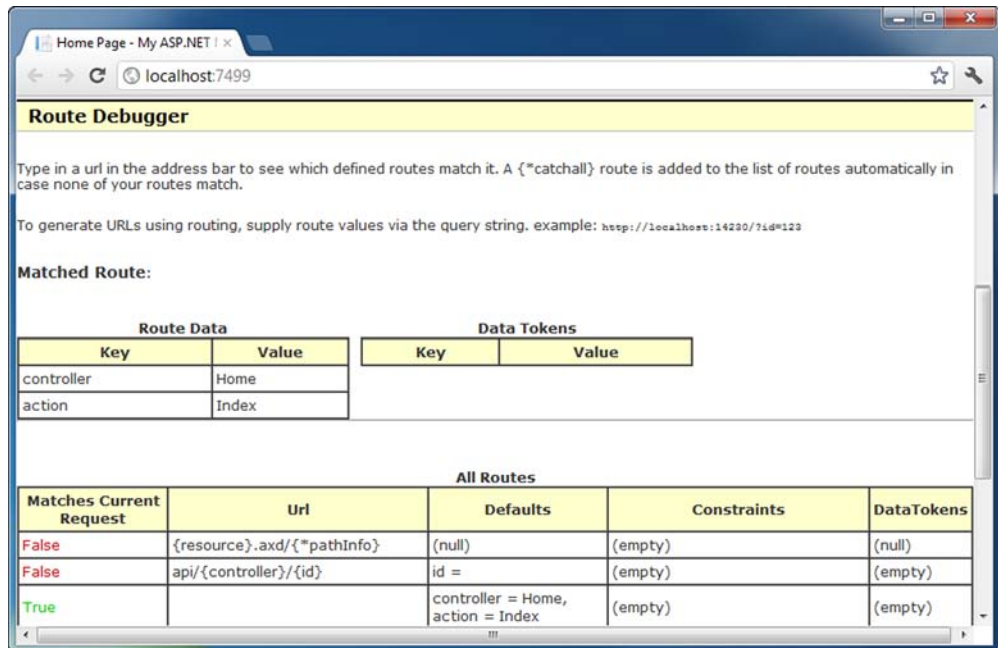 Home Page - My ASP.NET
localhost:7499
Route Debugger
Type in a url in the address bar to see which defined routes match it. A {*catchall} route is added to the list of routes automatically in
case none of your routes match.
To generate URLs using routing, supply route values via the query string. example: http://localhost:14230/?id=123
Matched Route:
Route Data
Key Value
controller Home
action Index
Data Tokens
Key Value
All Routes
Matches Current Request Url Defaults Constraints DataTokens
False {resource}.axd/{*pathInfo} (null) (empty) (null)
False api/{controller}/{id} id = (empty) (empty)
True controller = Home, action = Index (empty) (empty)